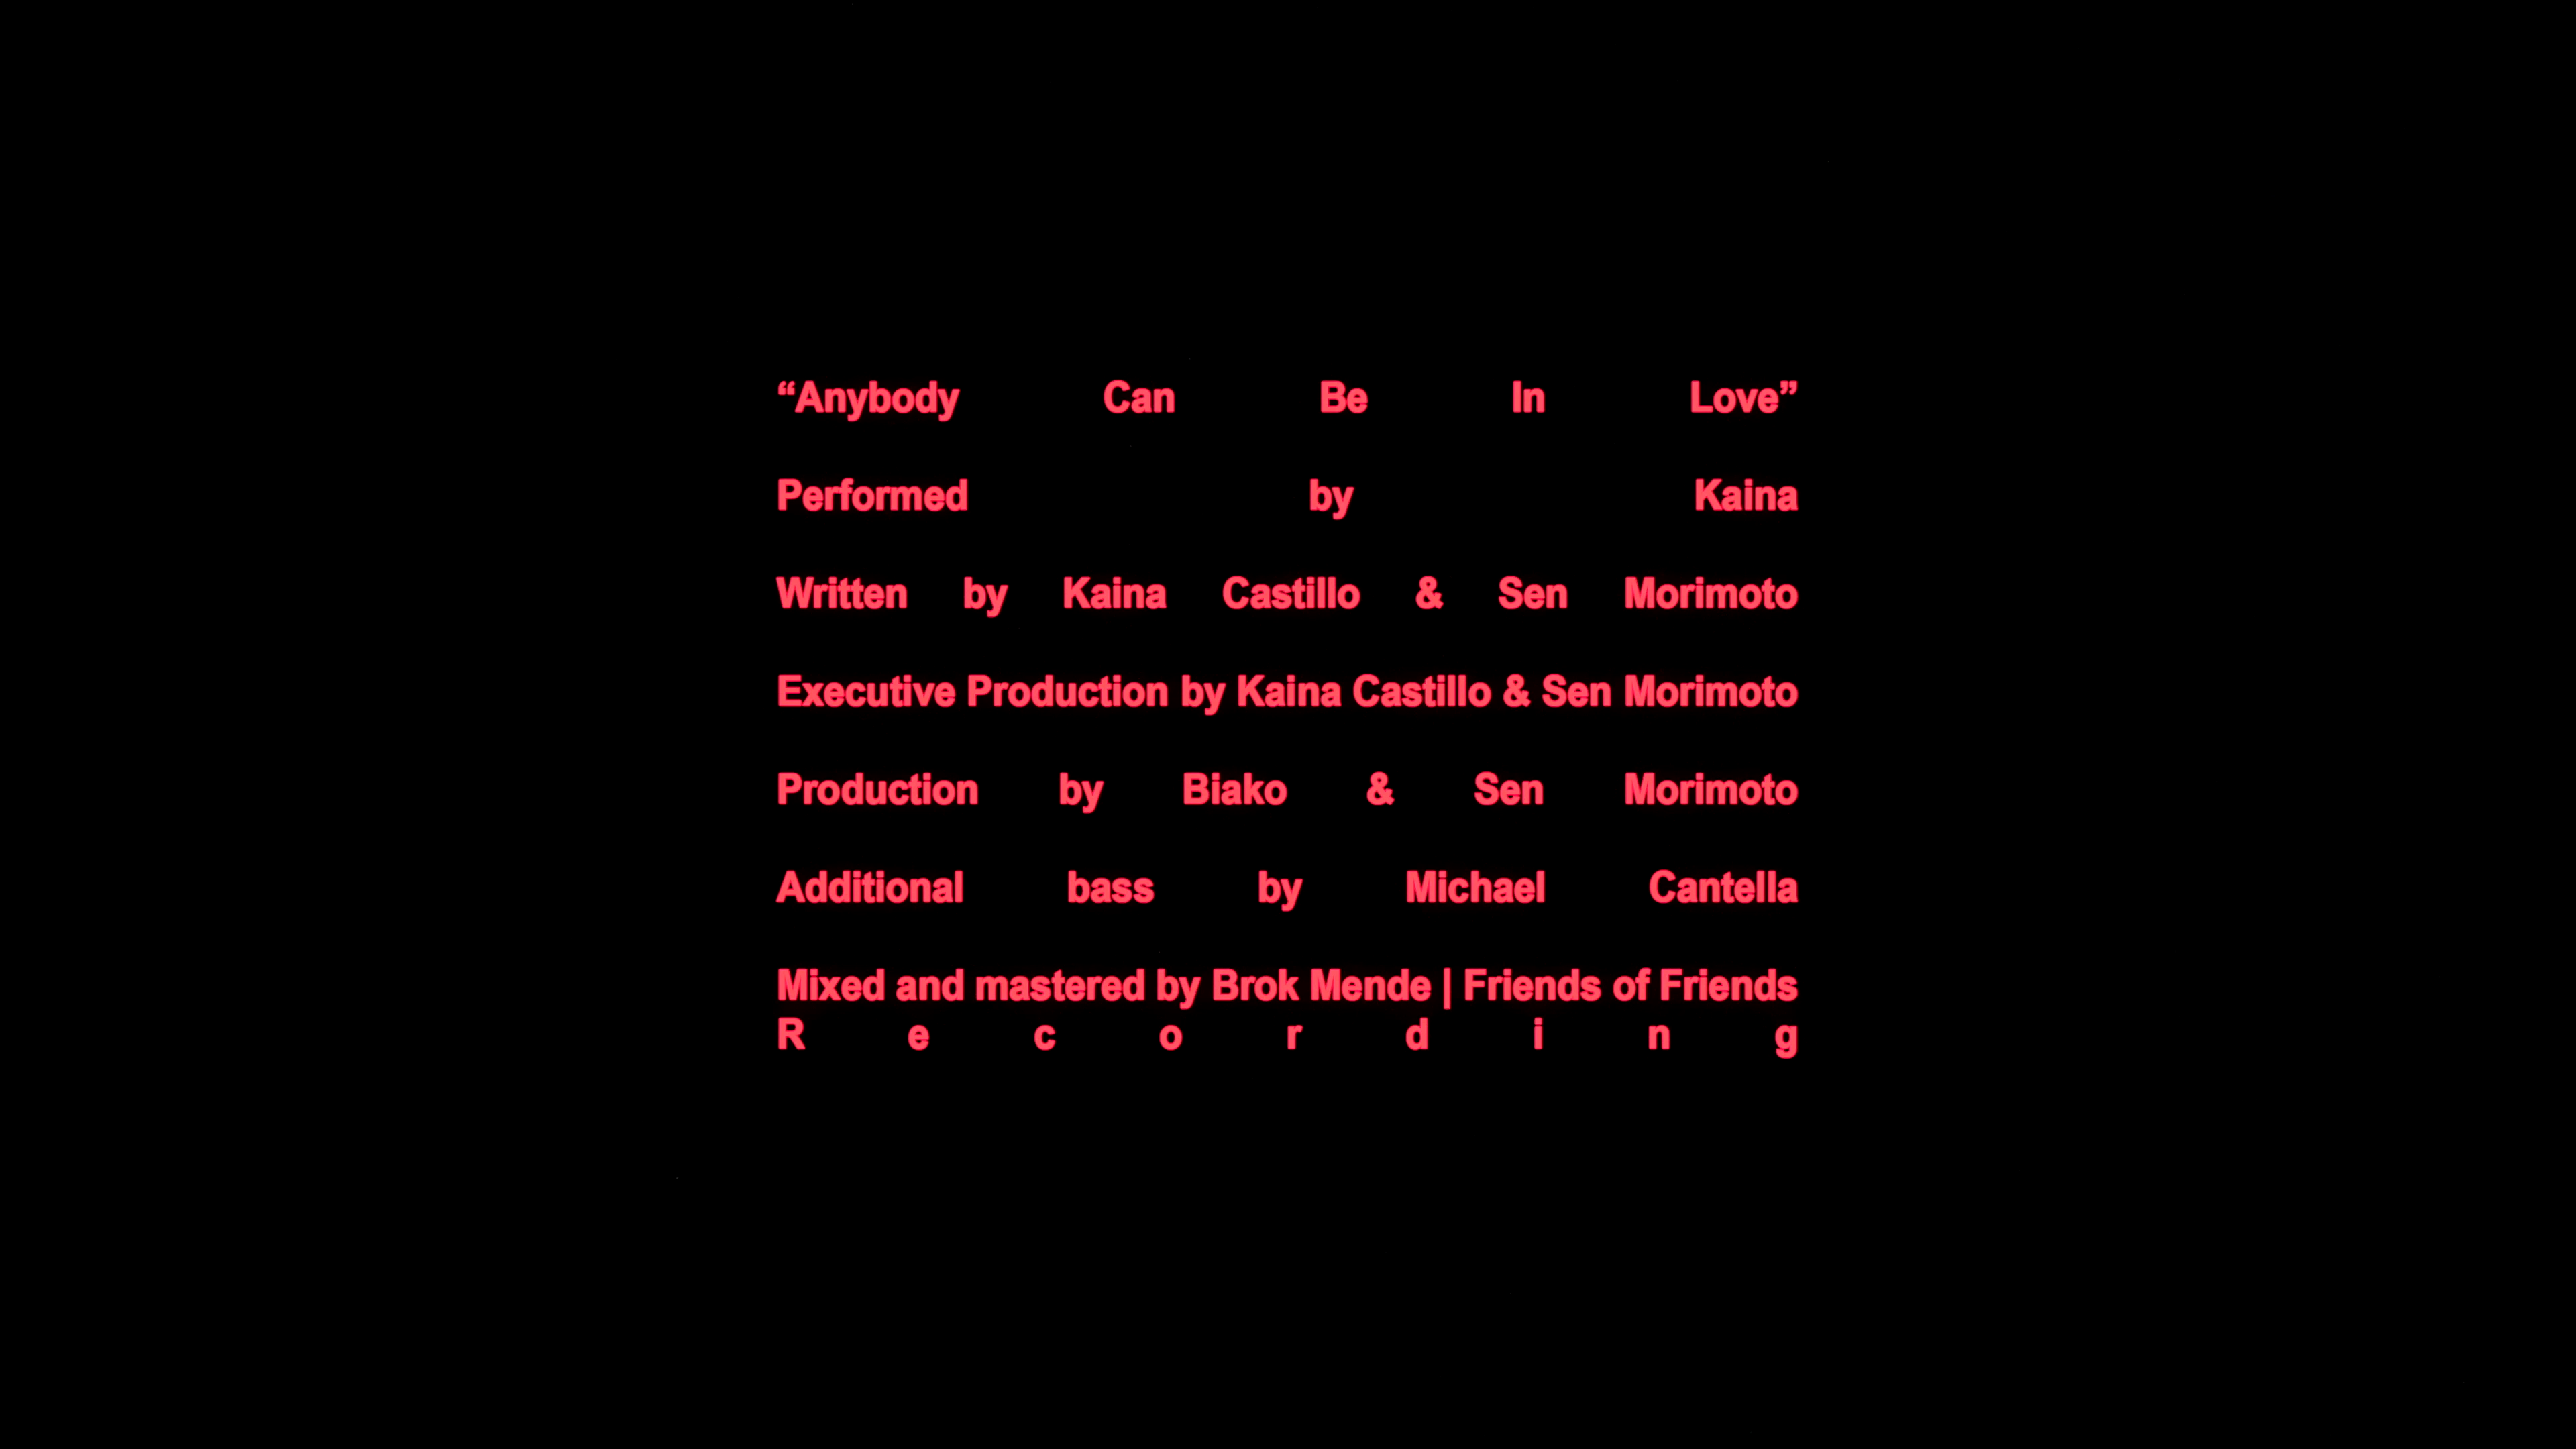 “Anybody Can Be In Love”
Performed by Kaina
Written by Kaina Castillo & Sen Morimoto
Executive Production by Kaina Castillo & Sen Morimoto
Production by Biako & Sen Morimoto
Additional bass by Michael Cantella
Mixed and mastered by Brok Mende | Friends of Friends
Recording